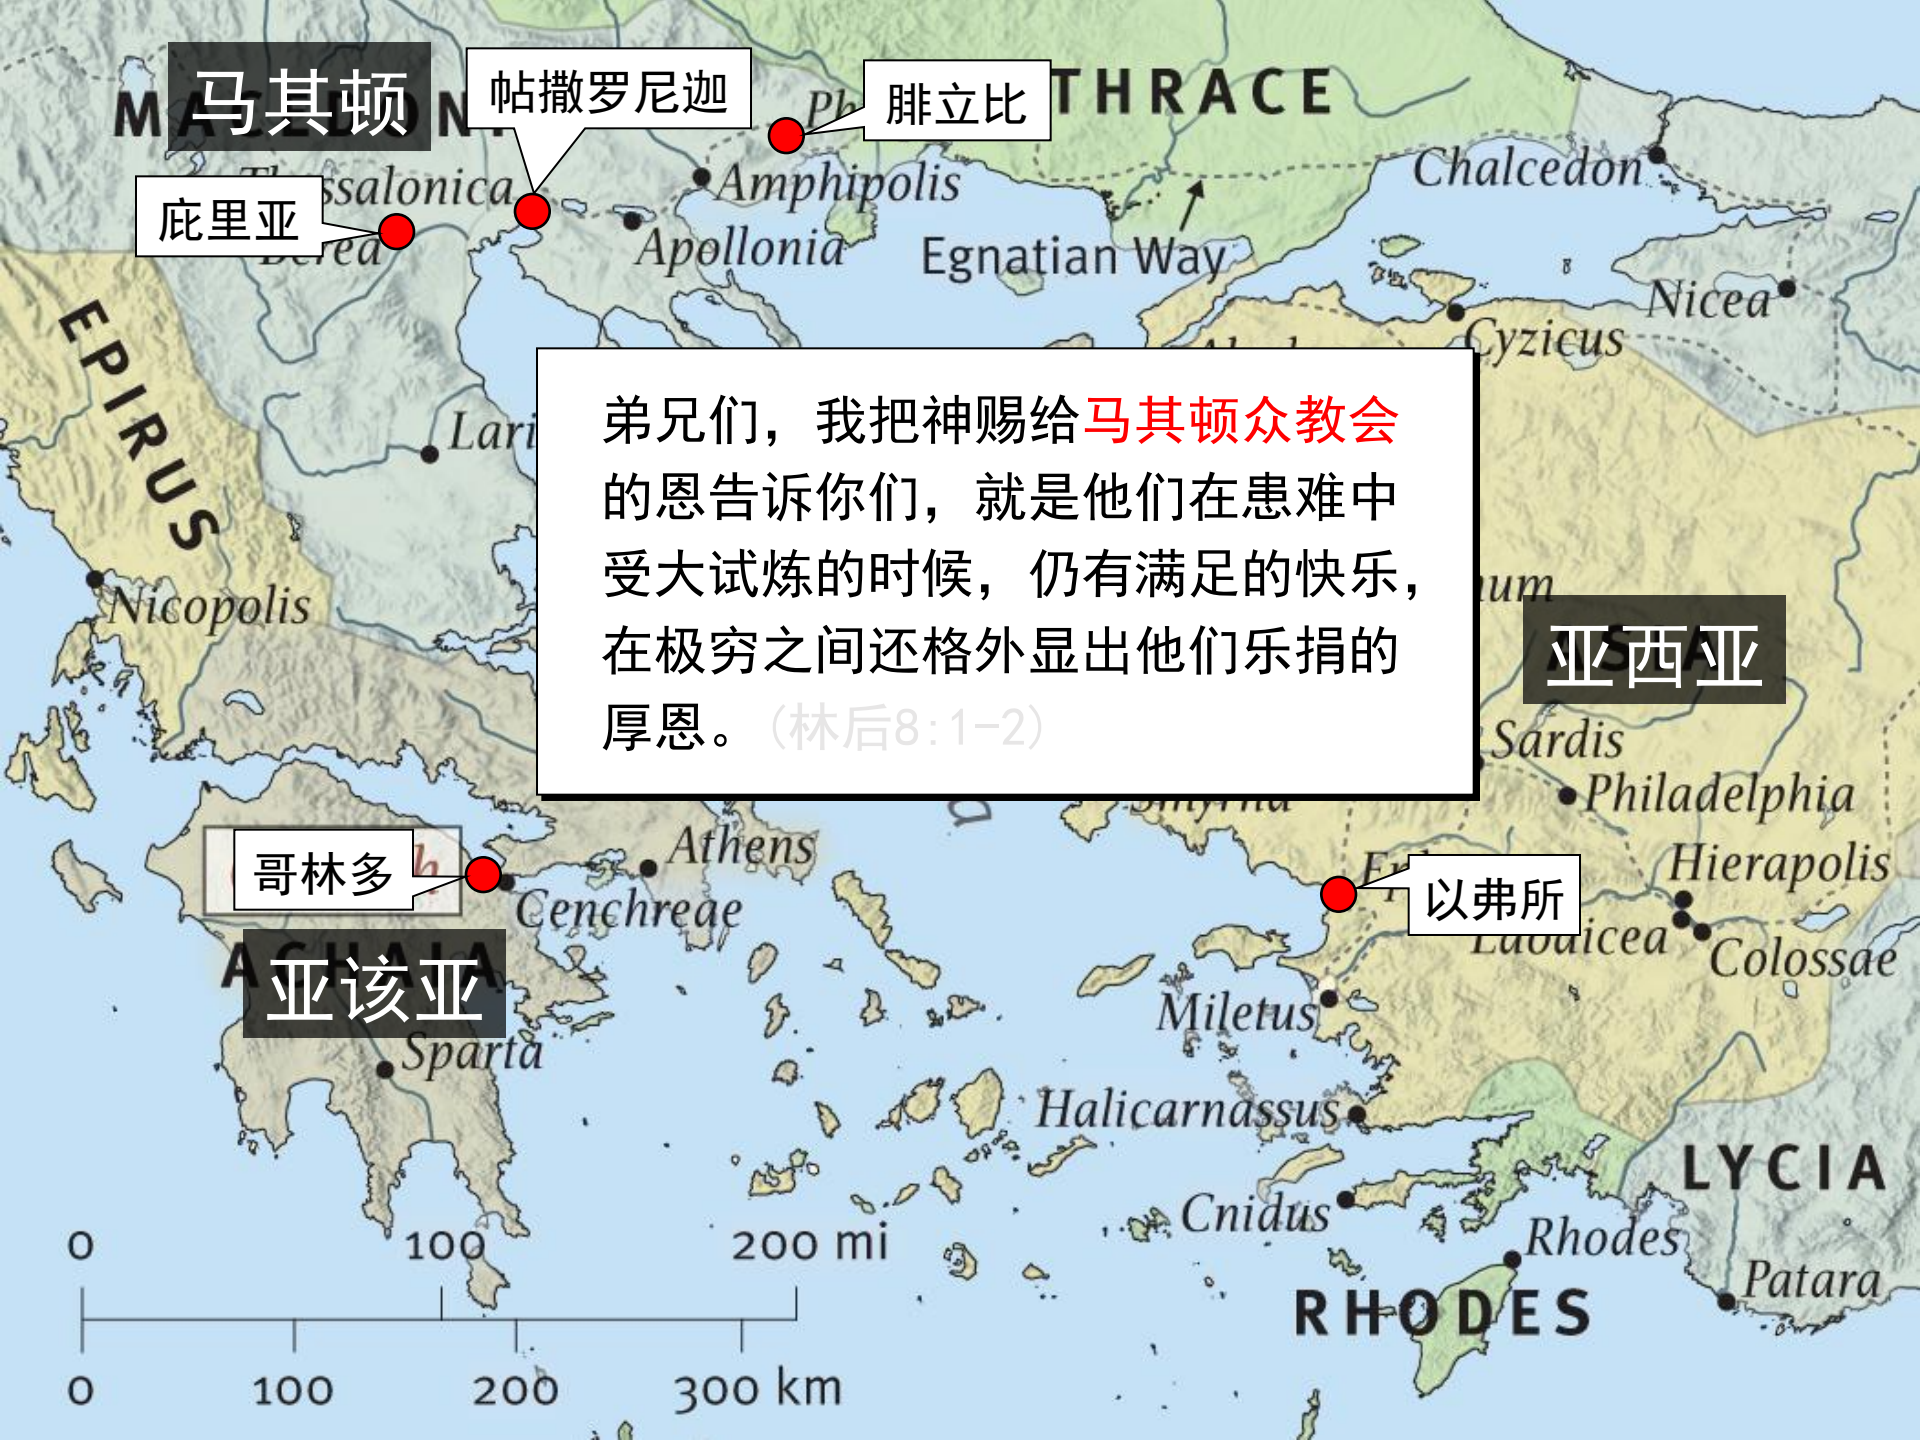 马其顿
帖撒罗尼迦
腓立比
THRACE
庇里亚
Amphipolis
Apollonia
Egnatian Way
Chalcedon
Nicea
Cyzicus
EPIRUS
弟兄们，我把神赐给马其顿众教会
的恩告诉你们，就是他们在患难中
受大试炼的时候，仍有满足的快乐，
在极穷之间还格外显出他们乐捐的
厚恩。(林后8:1-2)
Nicopolis
亚西亚
Sardis
Philadelphia
Athens
哥林多
Cenchreae
以弗所
Hierapolis
Laodicea
Colossae
亚该亚
Sparta
Miletus
Halicarnassus
Cnidus
Rhodes
LYCIA
Patara
RHODES
0 100 200 mi
0 100 200 300 km